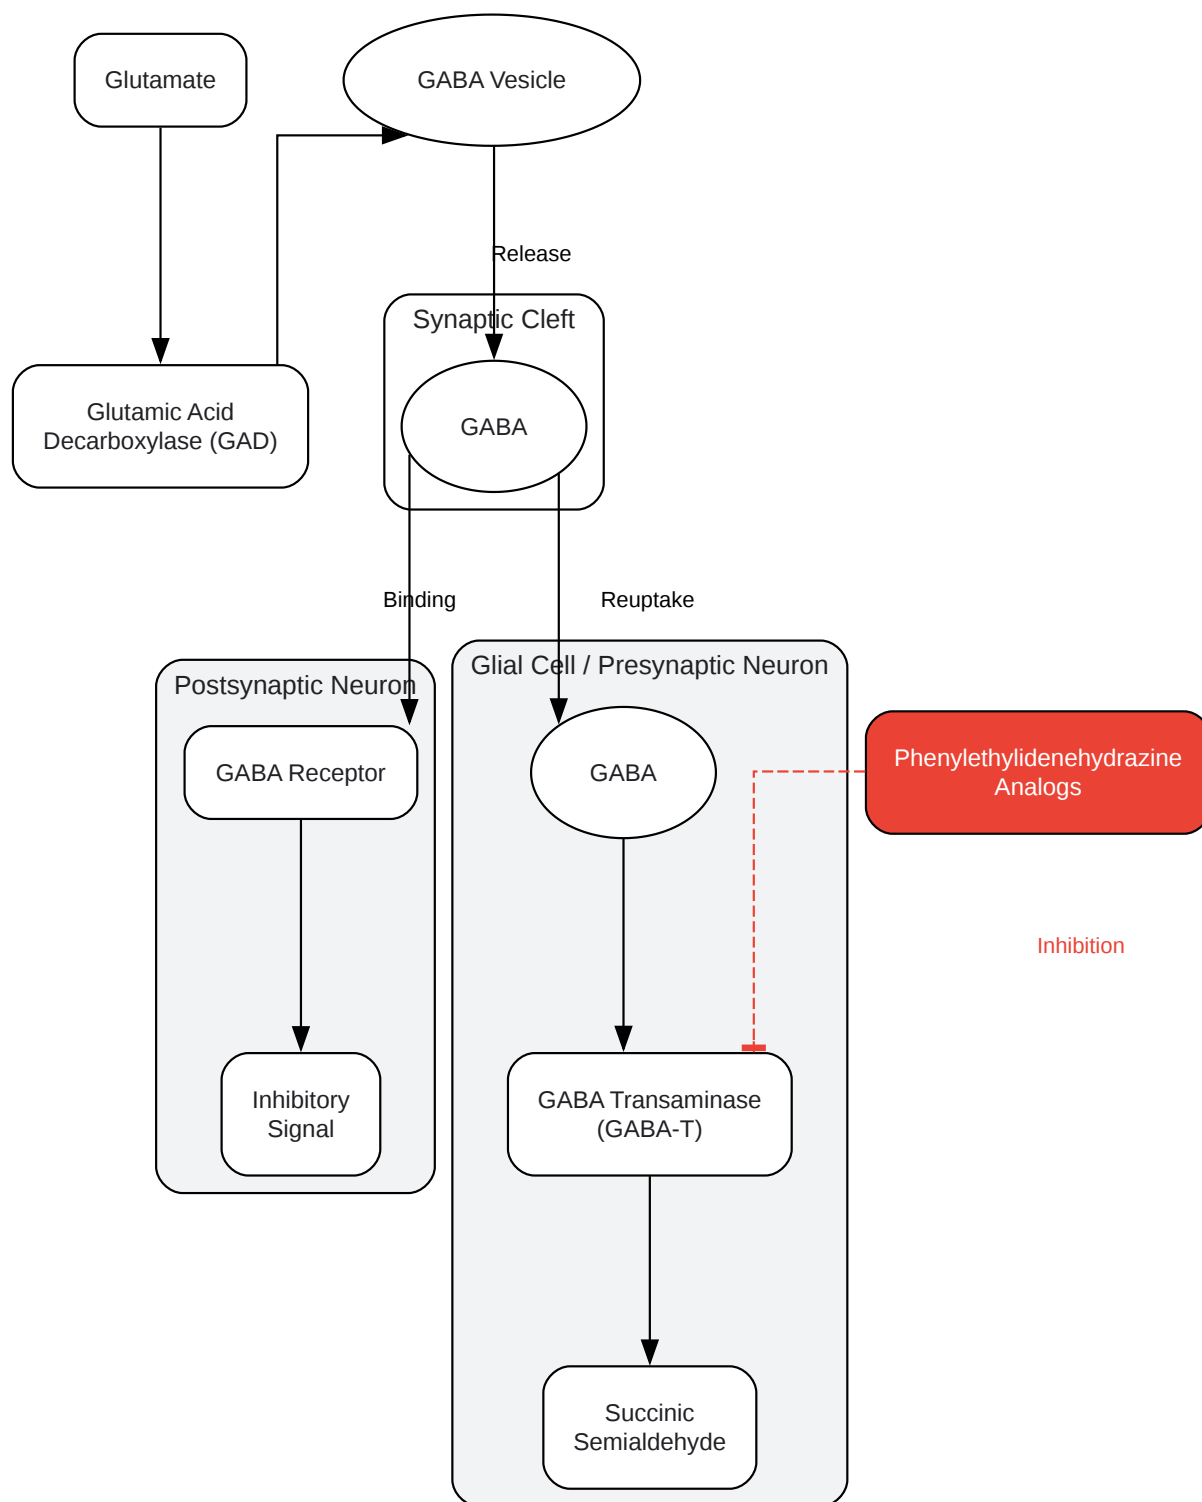 Glutamate
GABA Vesicle
Release
Synaptic Cleft
Glutamic Acid
Decarboxylase (GAD)
GABA
Binding
Reuptake
Postsynaptic Neuron
Glial Cell / Presynaptic Neuron
GABA Receptor
GABA
Phenylethylidenehydrazine
Analogs
Inhibition
Inhibitory
Signal
GABA Transaminase
(GABA-T)
Succinic
Semialdehyde